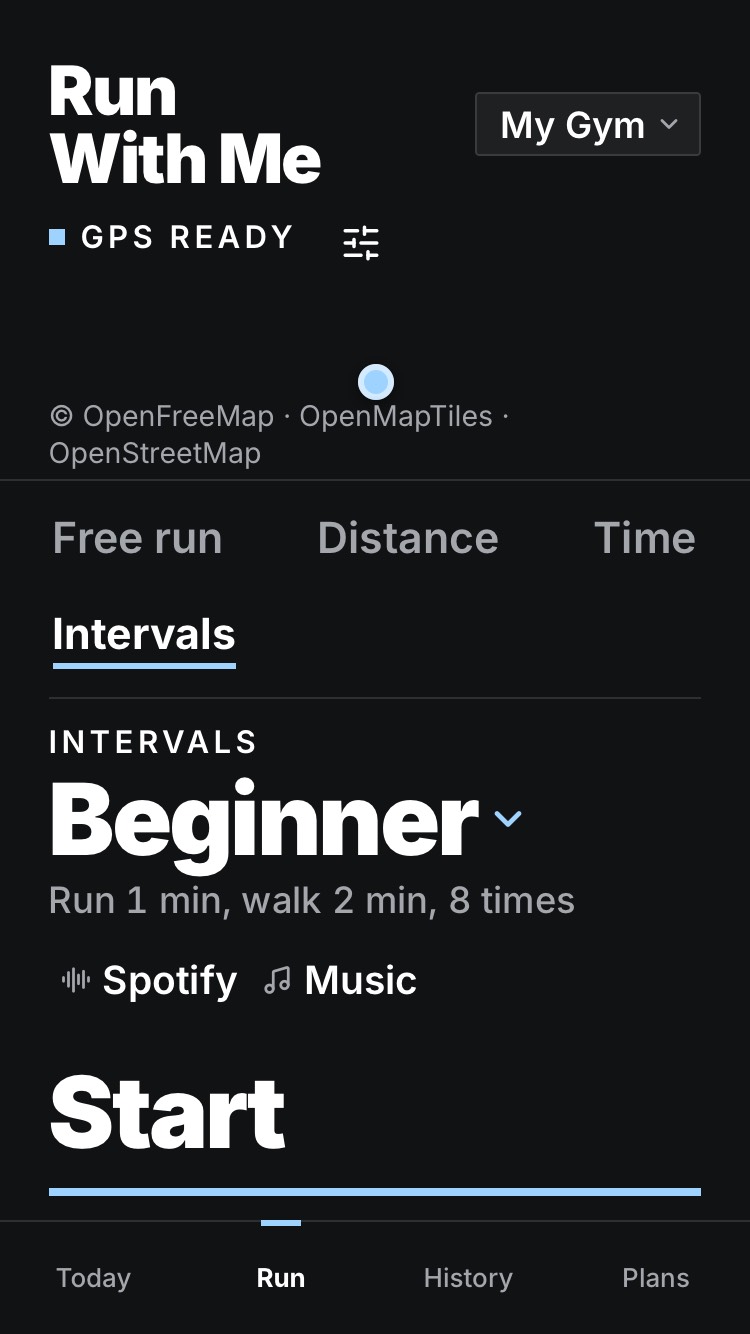 Run
With Me
My Gym
GPS READY
© OpenFreeMap · OpenMapTiles ·
OpenStreetMap
Free run Distance Time
Intervals
INTERVALS
Beginner
Run 1 min, walk 2 min, 8 times
Spotify Music
Start
Today Run History Plans